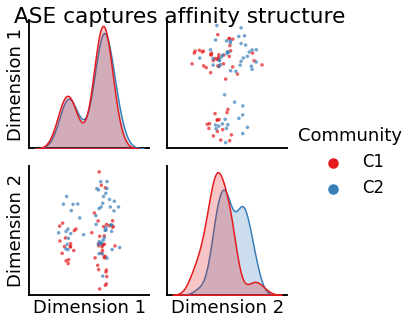 ASE captures affinity structure
Dimension 1
Community
C1
C2
Dimension 2
Dimension 1
Dimension 2